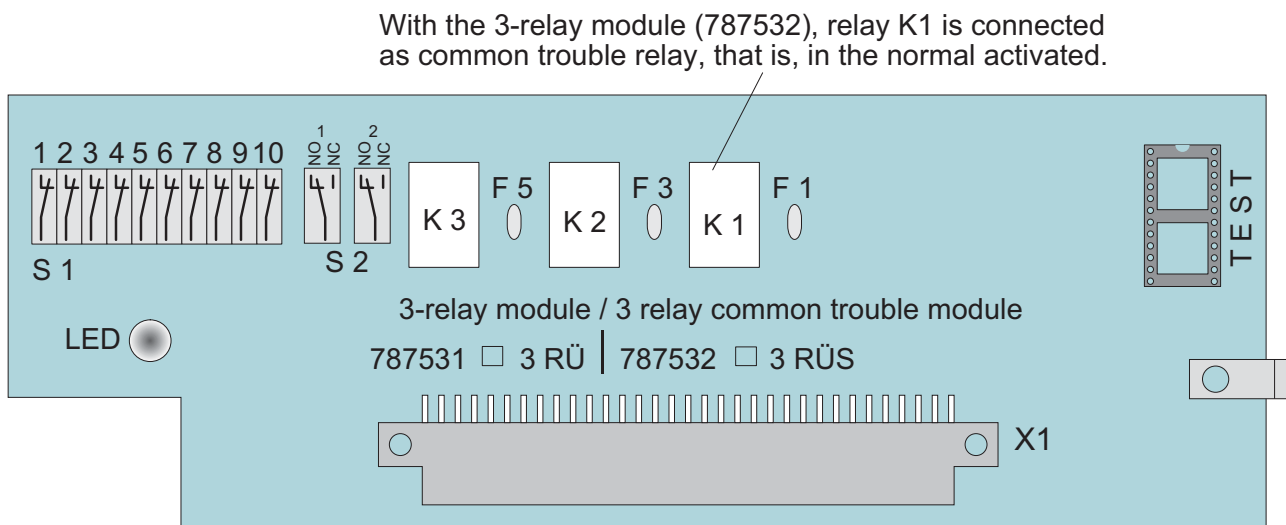 With the 3-relay module (787532), relay K1 is connected
as common trouble relay, that is, in the normal activated.
1 2 3 4 5 6 7 8 9 10
NO 1 NC
NO 2 NC
S 1
S 2
K 3
F 5
K 2
F 3
K 1
F 1
TEST
LED
3-relay module / 3 relay common trouble module
787531 □ 3 RÜ | 787532 □ 3 RÜS
X1